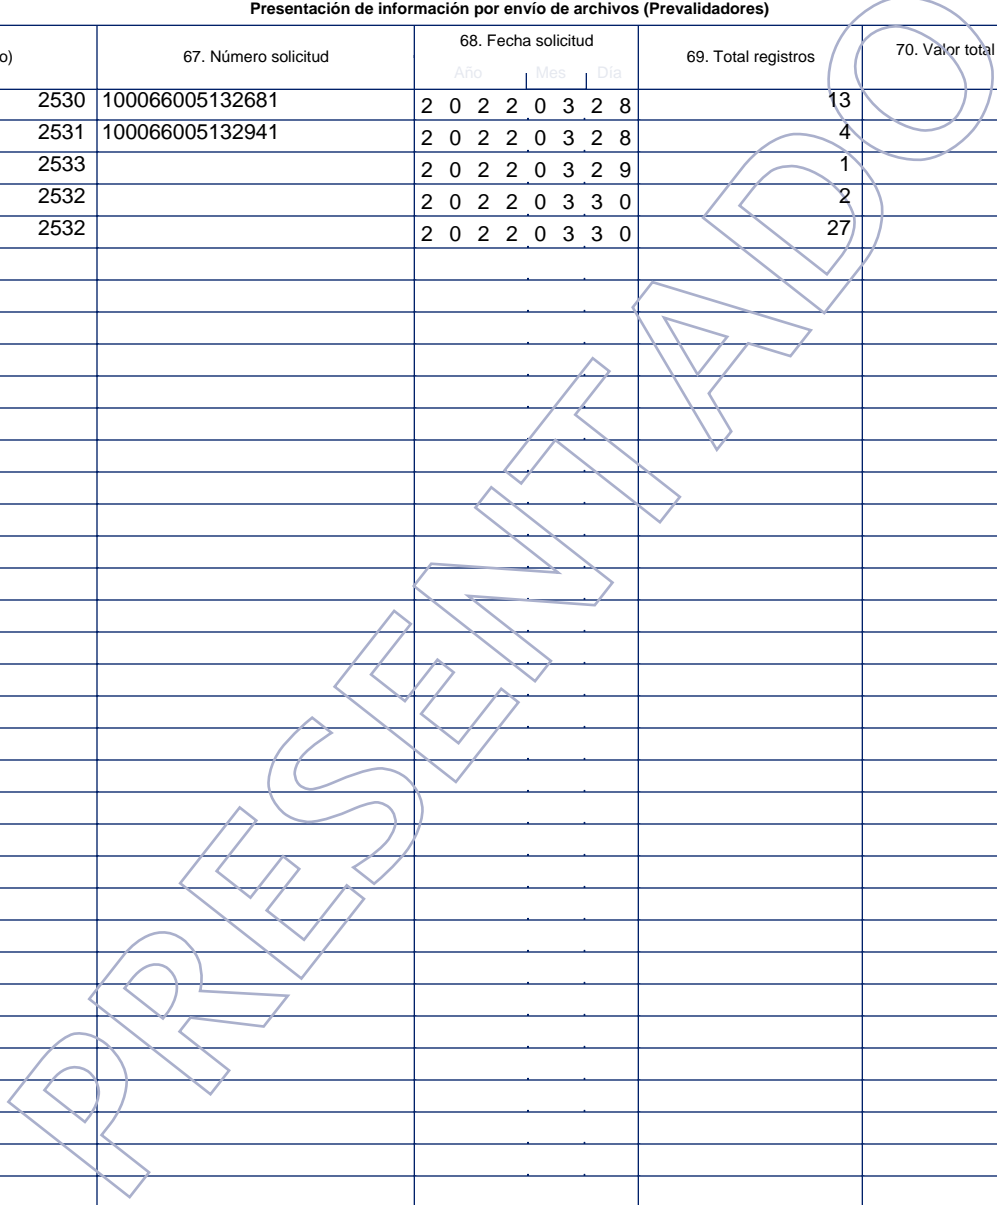 Presentación de información por envío de archivos (Prevalidadores)
o) 67. Número solicitud 68. Fecha solicitud 69. Total registros 70. Valor total
Año Mes Día
2530 100066005132681 2 0 2 2 0 3 2 8 13
2531 100066005132941 2 0 2 2 0 3 2 8 4
2533 2 0 2 2 0 3 2 9 1
2532 2 0 2 2 0 3 3 0 2
2532 2 0 2 2 0 3 3 0 27
PRESENTADO